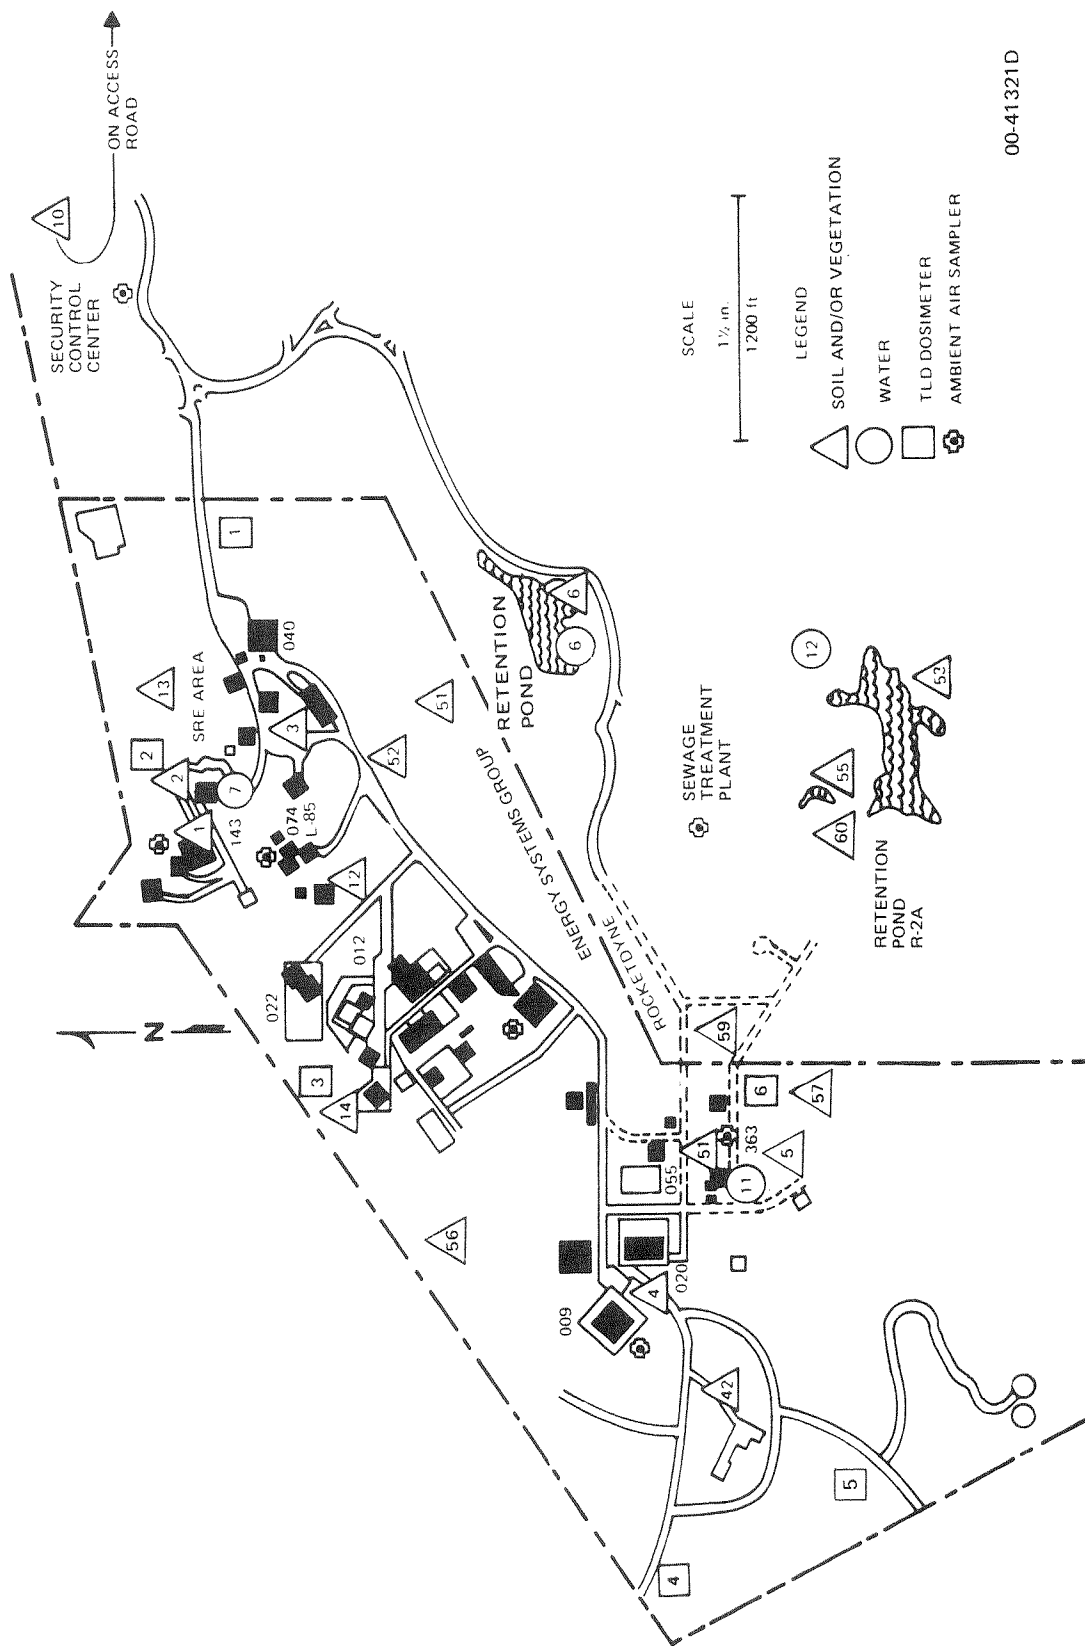 10
SECURITY
CONTROL
CENTER
ON ACCESS
ROAD
N
13
2
2
1
7
143
SRE AREA
1
022
040
3
074
L-85
3
14
12
012
52
51
56
RETENTION
POND
6
6
ENERGY SYSTEMS GROUP
ROCKETDYNE
009
4
020
055
51
59
4
42
11
363
6
5
57
5
SEWAGE
TREATMENT
PLANT
12
55
60
53
RETENTION
POND
R-2A
SCALE
1½ in.
1200 ft
LEGEND
SOIL AND/OR VEGETATION
WATER
TLD DOSIMETER
AMBIENT AIR SAMPLER
00-41321D